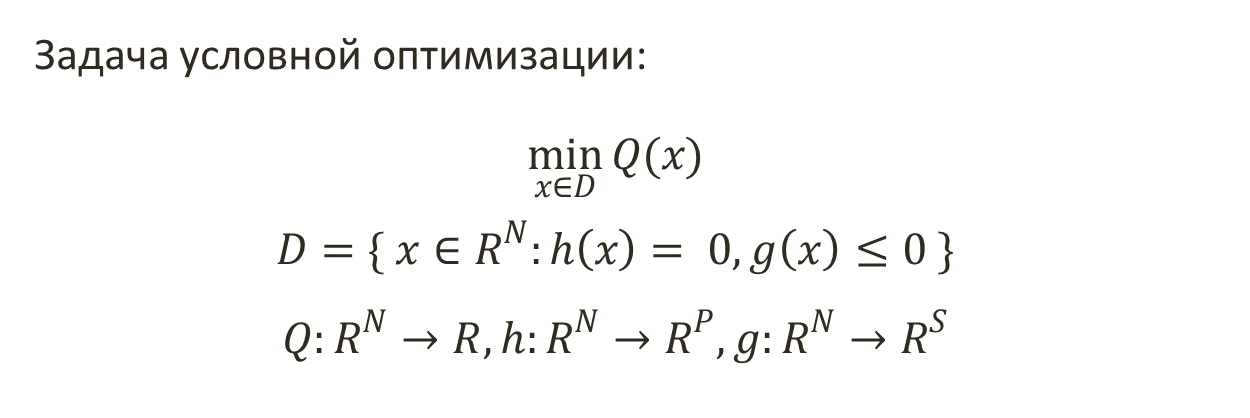 Задача условной оптимизации:
min Q(x)
x∈D
D = { x ∈ R^N: h(x) = 0, g(x) ≤ 0 }
Q: R^N → R, h: R^N → R^P, g: R^N → R^S